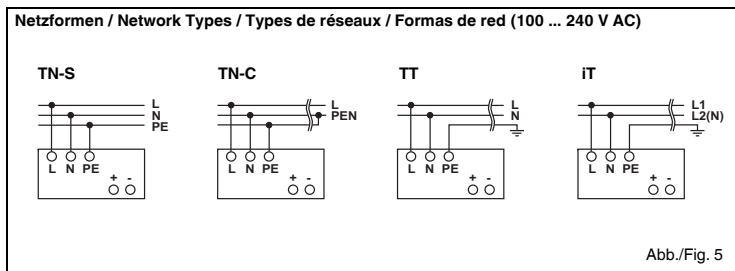 Netzformen / Network Types / Types de réseaux / Formas de red (100 ... 240 V AC)
TN-S
TN-C
TT
iT
L
N
PE
L
PEN
L
N
L1
L2(N)
L N PE
+ -
L N PE
+ -
L N PE
+ -
L N PE
+ -
Abb./Fig. 5